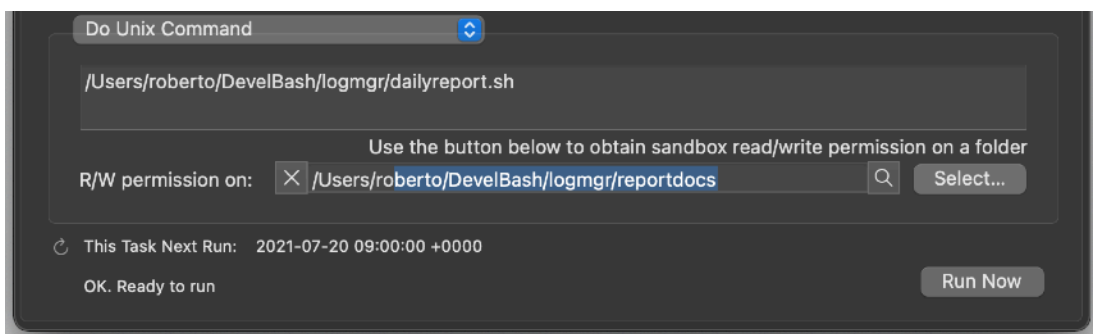 Do Unix Command
/Users/roberto/DevelBash/logmgr/dailyreport.sh
Use the button below to obtain sandbox read/write permission on a folder
R/W permission on: /Users/roberto/DevelBash/logmgr/reportdocs Select...
This Task Next Run: 2021-07-20 09:00:00 +0000
OK. Ready to run Run Now